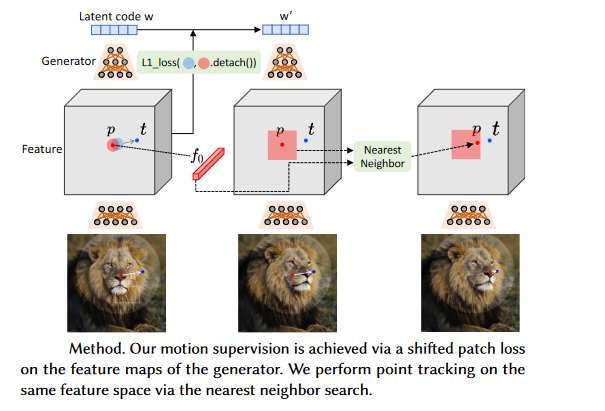 Latent code w
w’
Generator
L1_loss( , .detach())
p
t
p
t
p
t
Feature
f0
Nearest
Neighbor
Method. Our motion supervision is achieved via a shifted patch loss
on the feature maps of the generator. We perform point tracking on the
same feature space via the nearest neighbor search.